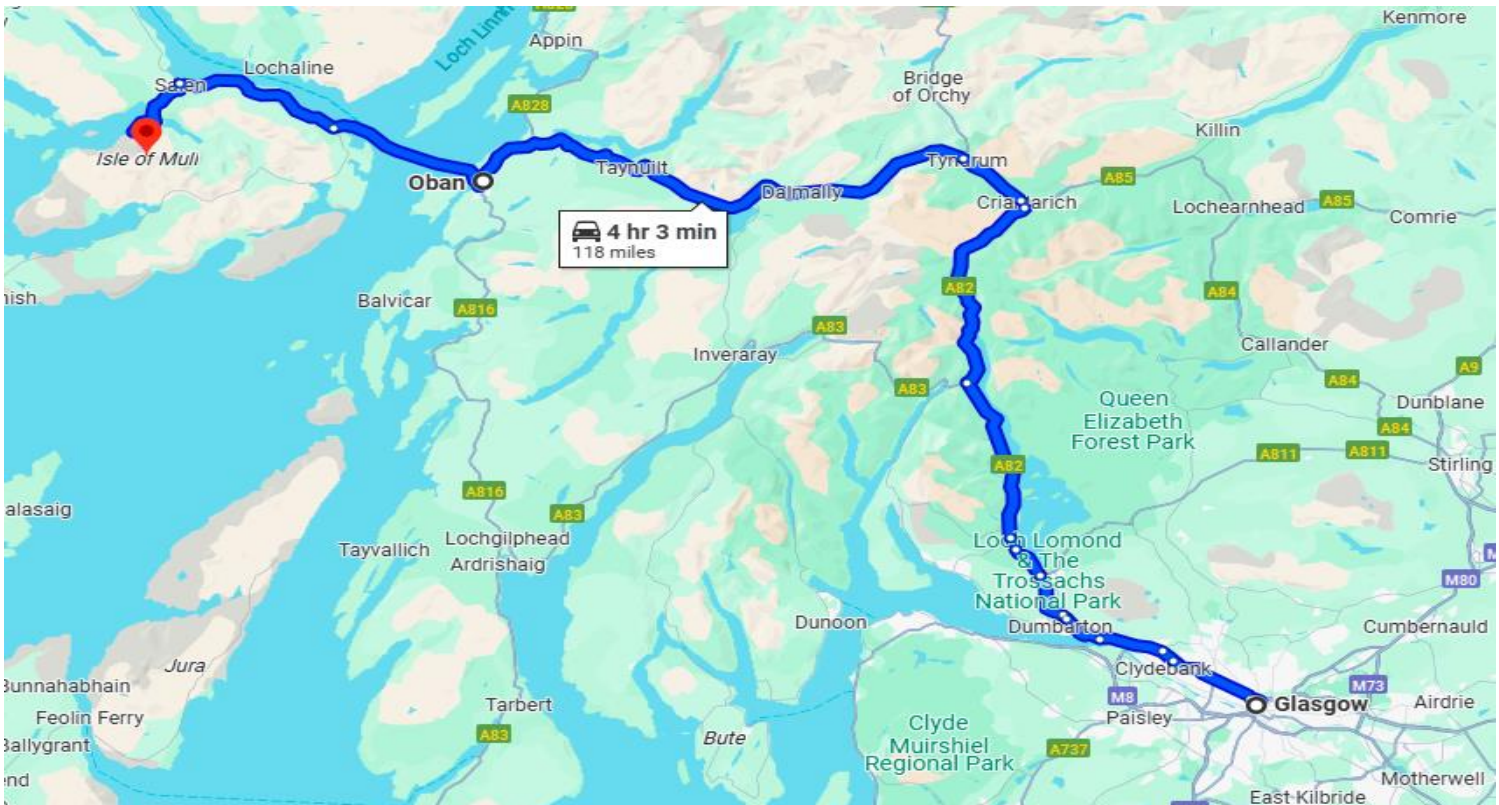 Kenmore
Loch Linnh
Appin
Lochaline
Bridge
of Orchy
Salen
A828
Killin
Isle of Mull
Taynuilt
Tyndrum
Oban
Dalmally
A85
Crianlarich
Lochearnhead
A85
Comrie
4 hr 3 min
118 miles
nish
Balvicar
A816
A82
A84
A83
Inveraray
Callander
A9
A83
A84
Dunblane
Queen
Elizabeth
Forest Park
A84
A82
A811
A811
Stirling
A816
alasaig
A83
Lochgilphead
Ardrishaig
Tayvallich
Loch Lomond
& The
Trossachs
National Park
M80
Dunoon
Dumbarton
Cumbernauld
Jura
Clydebank
Bunnahabhain
M8
M73
Feolin Ferry
Tarbert
Glasgow
Airdrie
Paisley
Ballygrant
A83
Bute
Clyde
Muirshiel
Regional Park
A737
end
Motherwell
East Kilbride